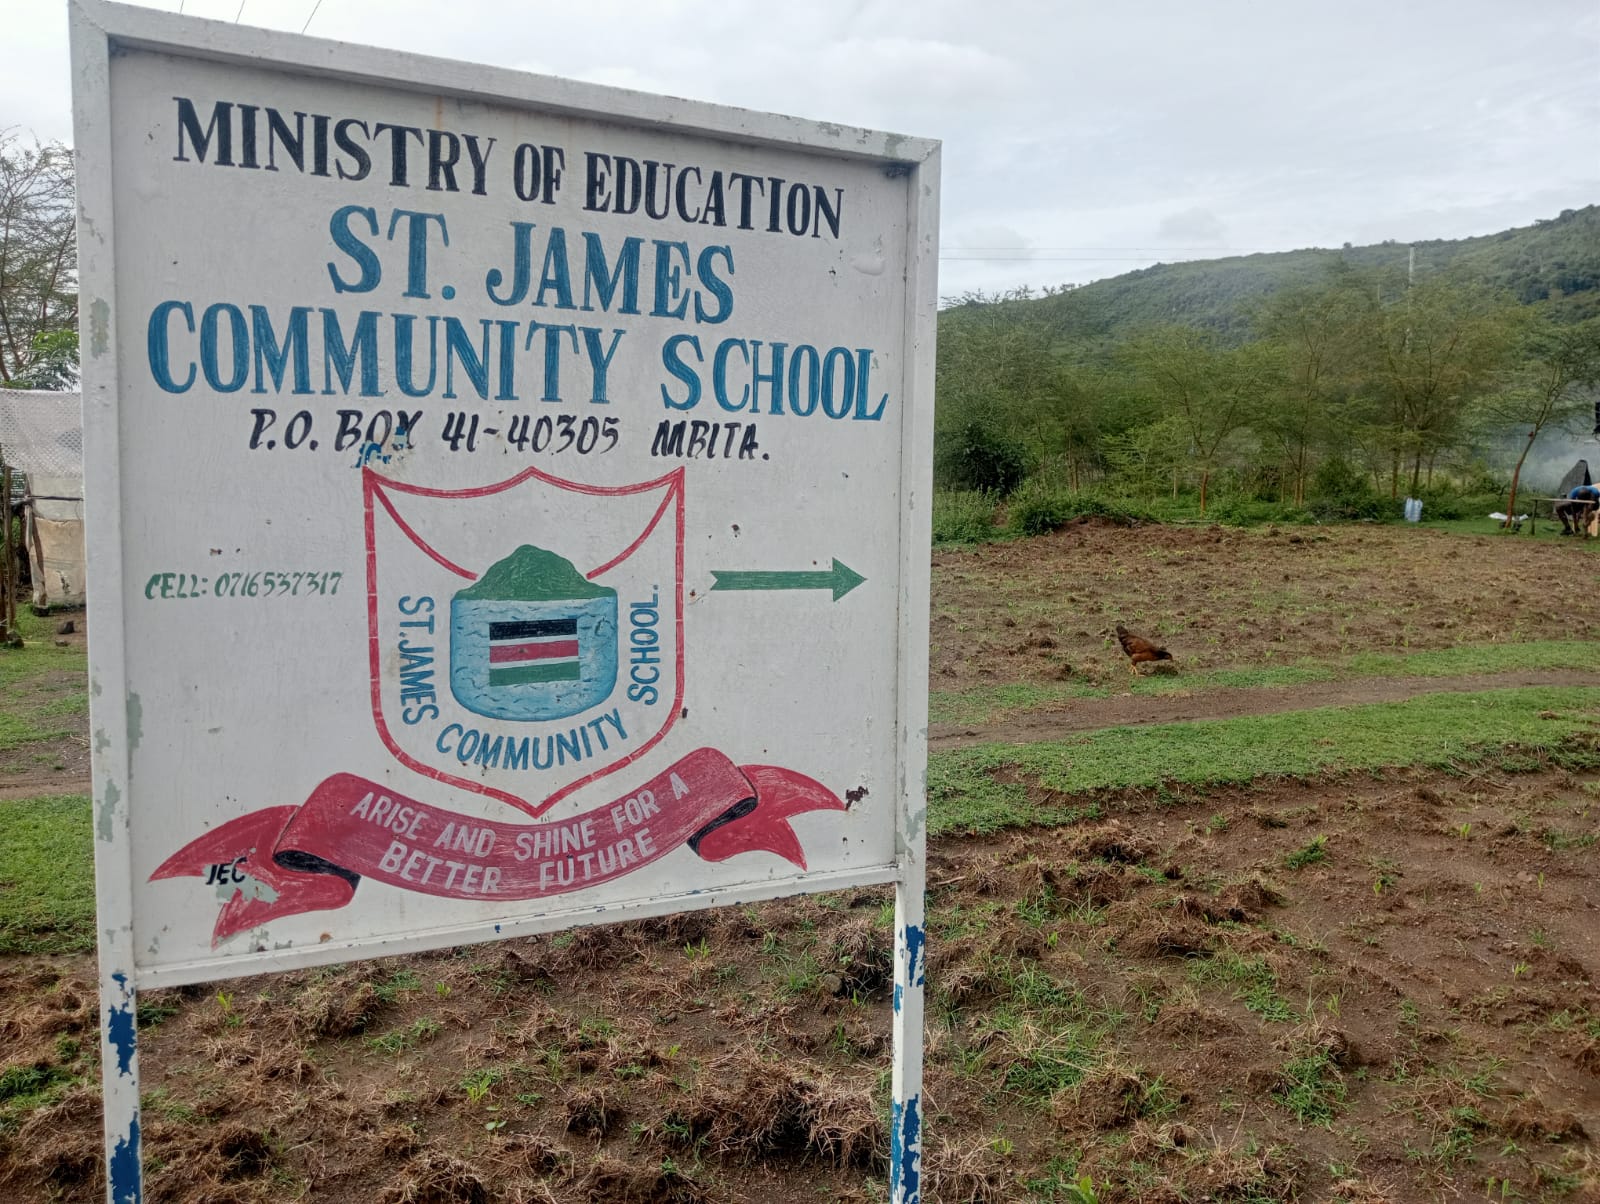 MINISTRY OF EDUCATION
ST. JAMES
COMMUNITY SCHOOL
P.O. BOX 41-40305 MBITA.
CELL: 0716537317
ST. JAMES COMMUNITY SCHOOL.
ARISE AND SHINE FOR A
BETTER FUTURE
JEC